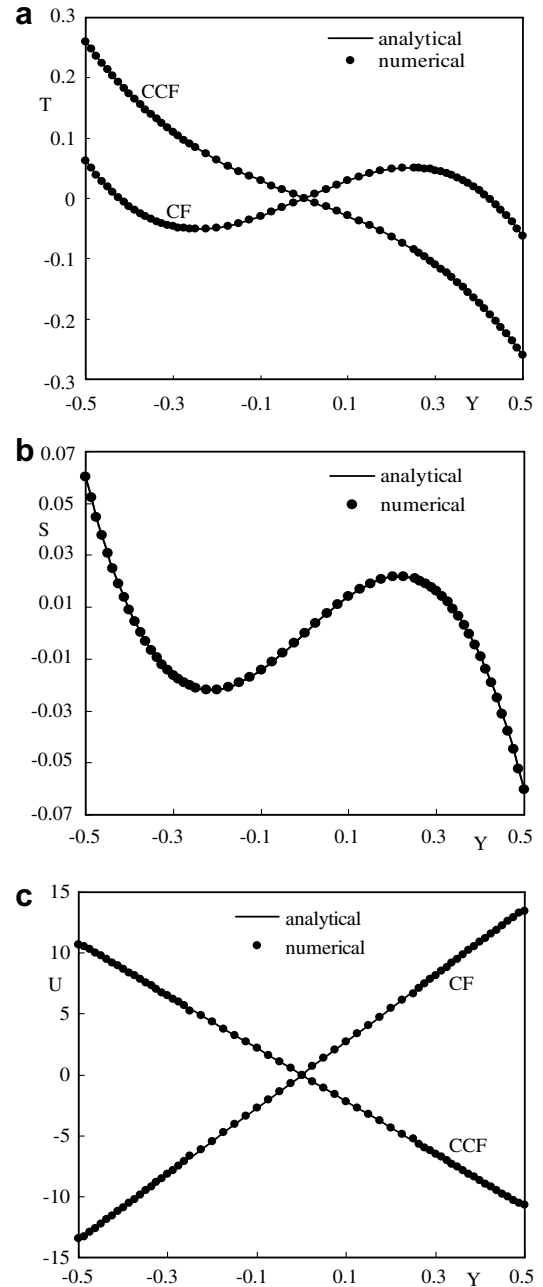 a
analytical
numerical
0.3
0.2
T
0.1
0
-0.1
-0.2
-0.3
CCF
CF
-0.5 -0.3 -0.1 0.1 0.3 Y 0.5
b
analytical
numerical
0.07
0.05
S
0.03
0.01
-0.01
-0.03
-0.05
-0.07
-0.5 -0.3 -0.1 0.1 0.3 Y 0.5
c
analytical
numerical
15
10
U
5
0
-5
-10
-15
CF
CCF
-0.5 -0.3 -0.1 0.1 0.3 Y 0.5